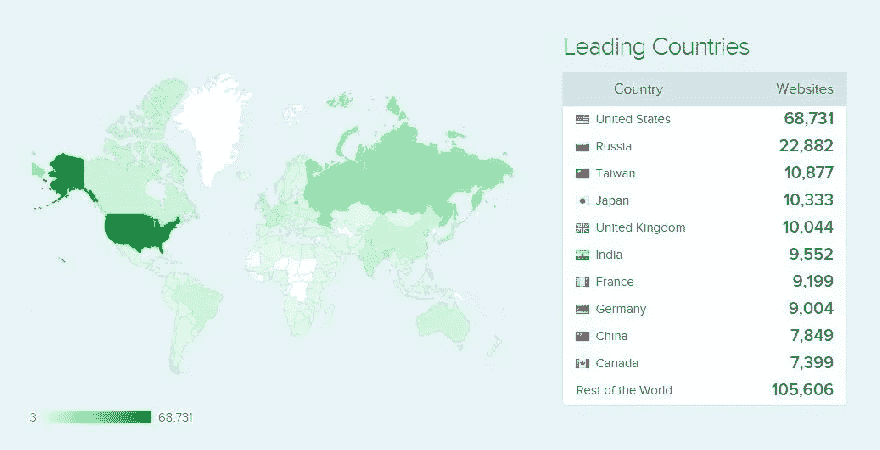 Leading Countries
Country Websites
United States 68,731
Russia 22,882
Taiwan 10,877
Japan 10,333
United Kingdom 10,044
India 9,552
France 9,199
Germany 9,004
China 7,849
Canada 7,399
Rest of the World 105,606
3 68,731